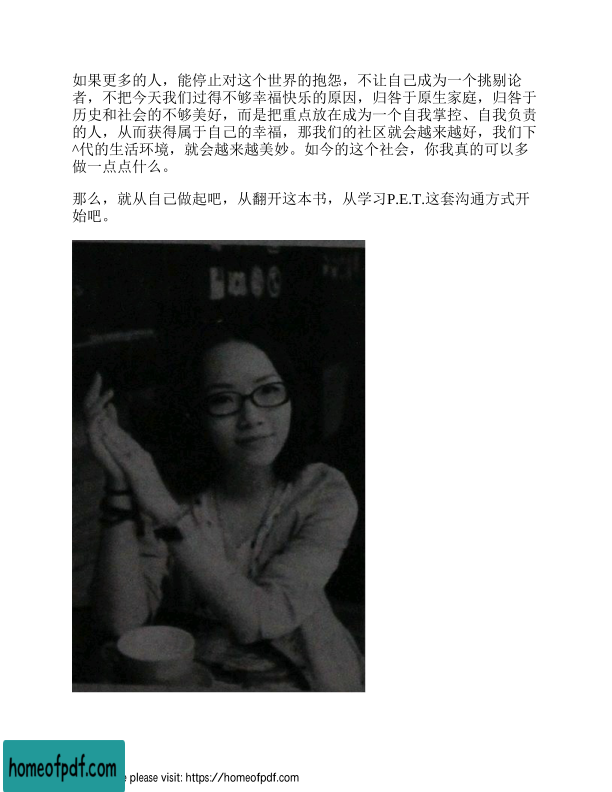 如果更多的人，能停止对这个世界的抱怨，不让自己成为一个挑剔论
者，不把今天我们过得不够幸福快乐的原因，归咎于原生家庭，归咎于
历史和社会的不够美好，而是把重点放在成为一个自我掌控、自我负责
的人，从而获得属于自己的幸福，那我们的社区就会越来越好，我们下
^代的生活环境，就会越来越美妙。如今的这个社会，你我真的可以多
做一点点什么。
那么，就从自己做起吧，从翻开这本书，从学习P.E.T.这套沟通方式开
始吧。
homeofpdf.com
please visit: https://homeofpdf.com